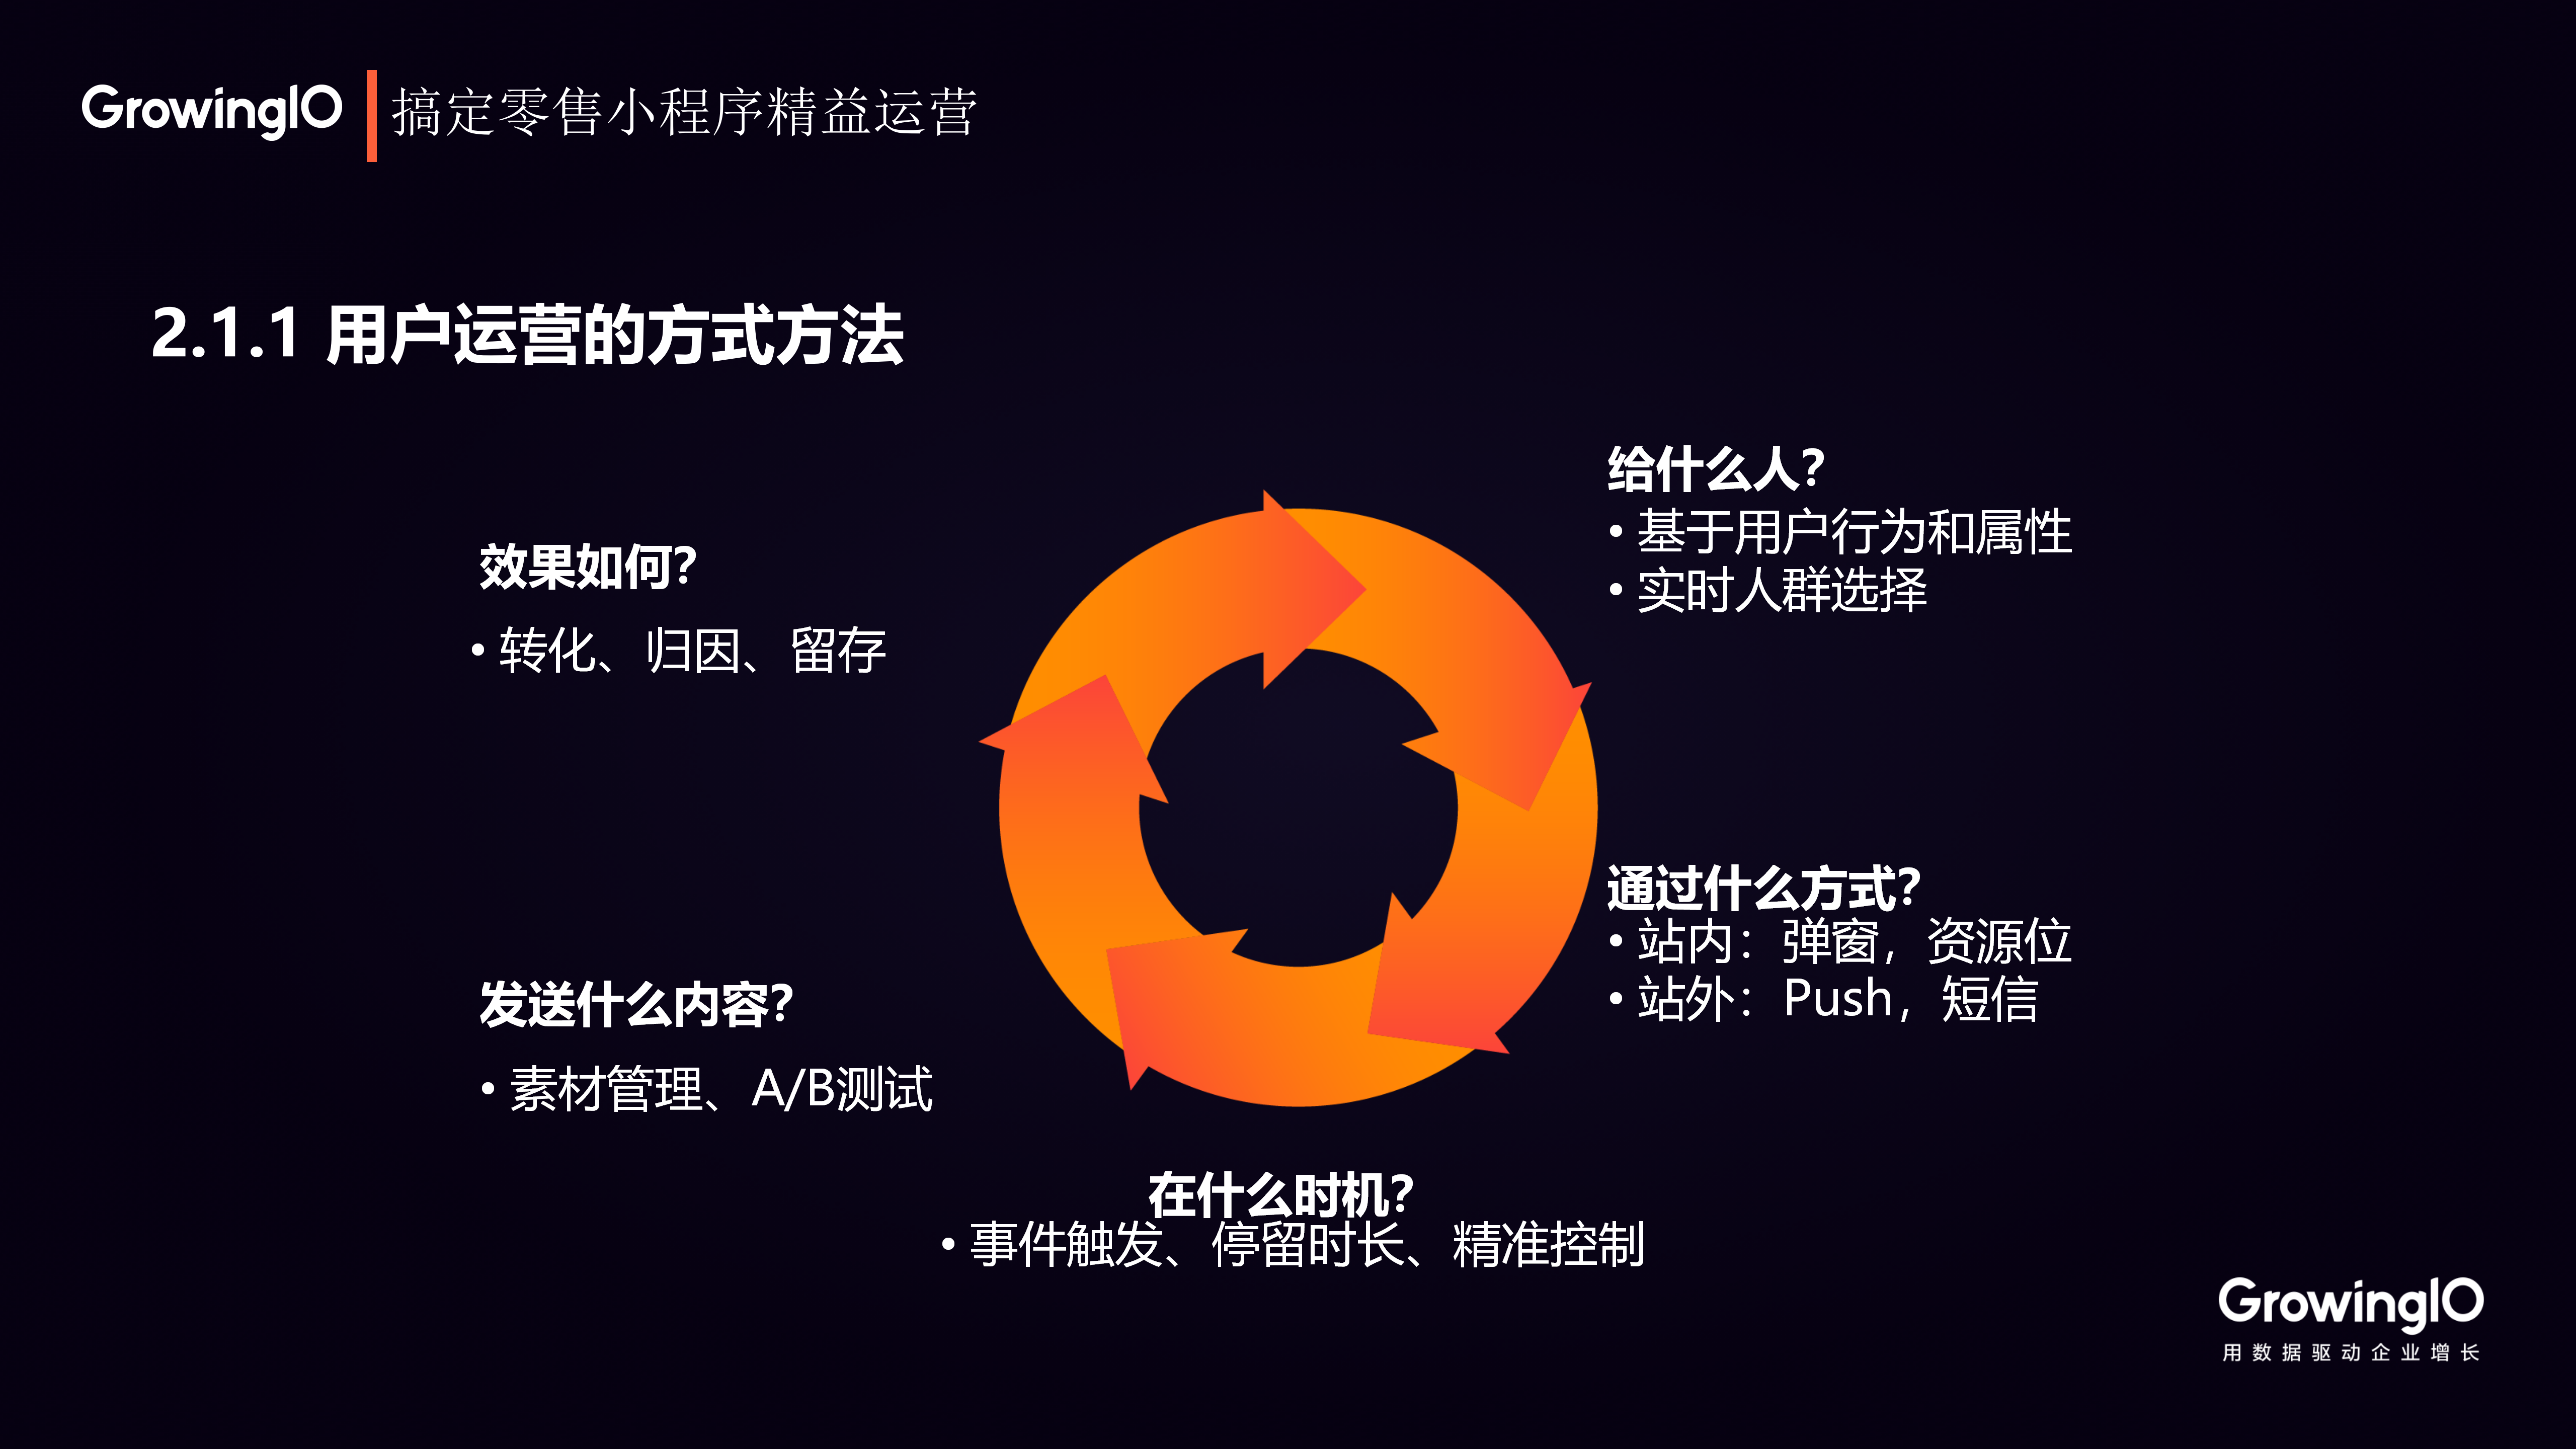 GrowingIO 搞定零售小程序精益运营
2.1.1 用户运营的方式方法
给什么人?
• 基于用户行为和属性
• 实时人群选择
通过什么方式?
• 站内：弹窗，资源位
• 站外：Push，短信
在什么时机?
• 事件触发、停留时长、精准控制
发送什么内容?
• 素材管理、A/B测试
效果如何?
• 转化、归因、留存
GrowingIO
用数据驱动企业增长